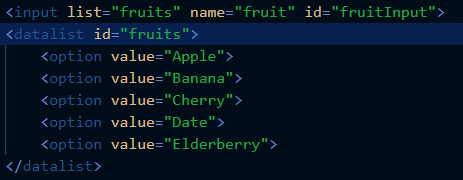 <input list="fruits" name="fruit" id="fruitInput">
<datalist id="fruits">
    <option value="Apple">
    <option value="Banana">
    <option value="Cherry">
    <option value="Date">
    <option value="Elderberry">
</datalist>